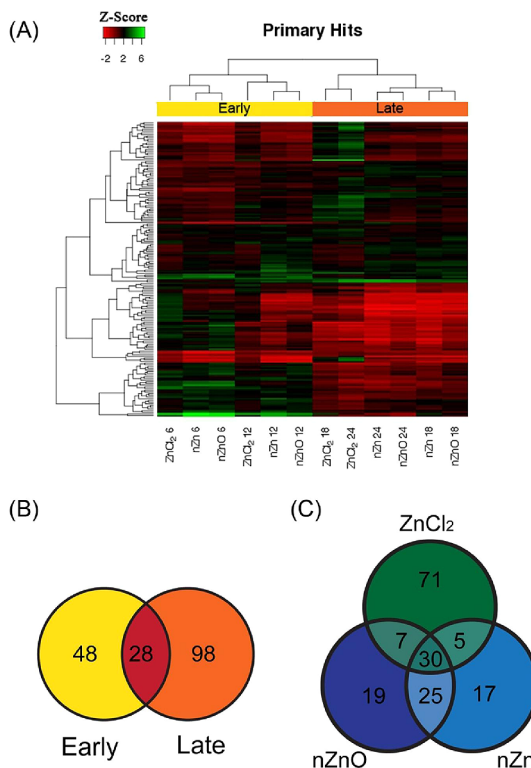 (A)
Z-Score
-2 2 6
Primary Hits
Early Late
ZnCl₂ 6
nZn 6
nZnO 6
ZnCl₂ 12
nZn 12
nZnO 12
ZnCl₂ 18
ZnCl₂ 24
nZn 24
nZnO 24
nZn 18
nZnO 18
(B)
48 28 98
Early Late
(C)
ZnCl₂
71
7 5
30
19 25 17
nZnO nZn